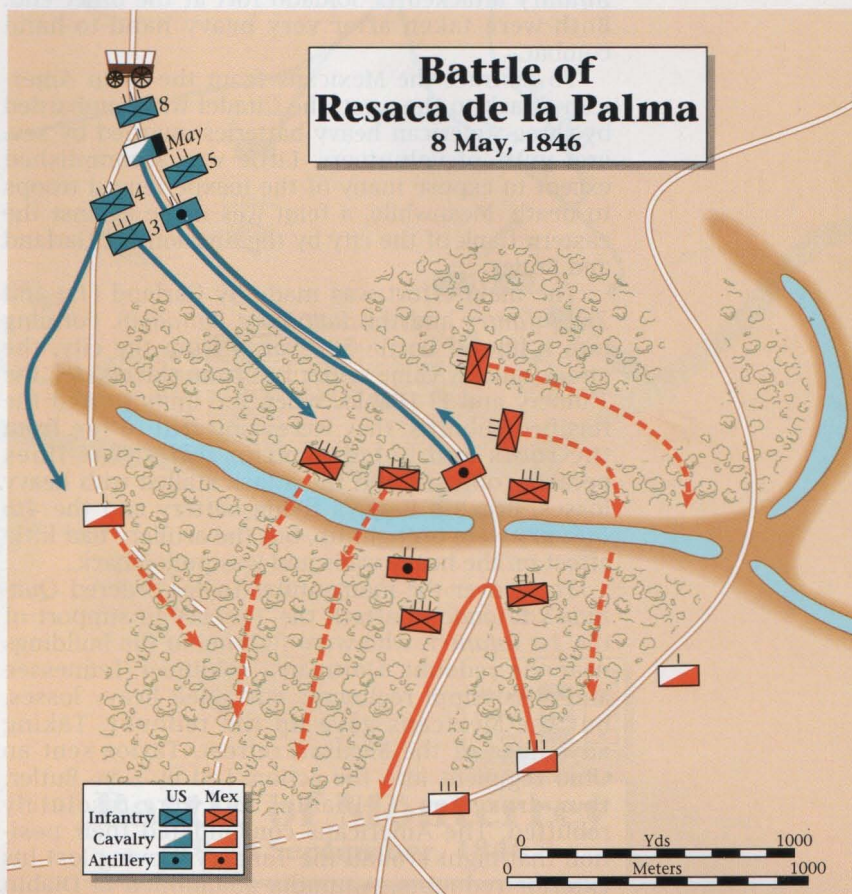 Battle of
Resaca de la Palma
8 May, 1846
8
May
5
4
3
US Mex
Infantry
Cavalry
Artillery
0 Yds 1000
0 Meters 1000